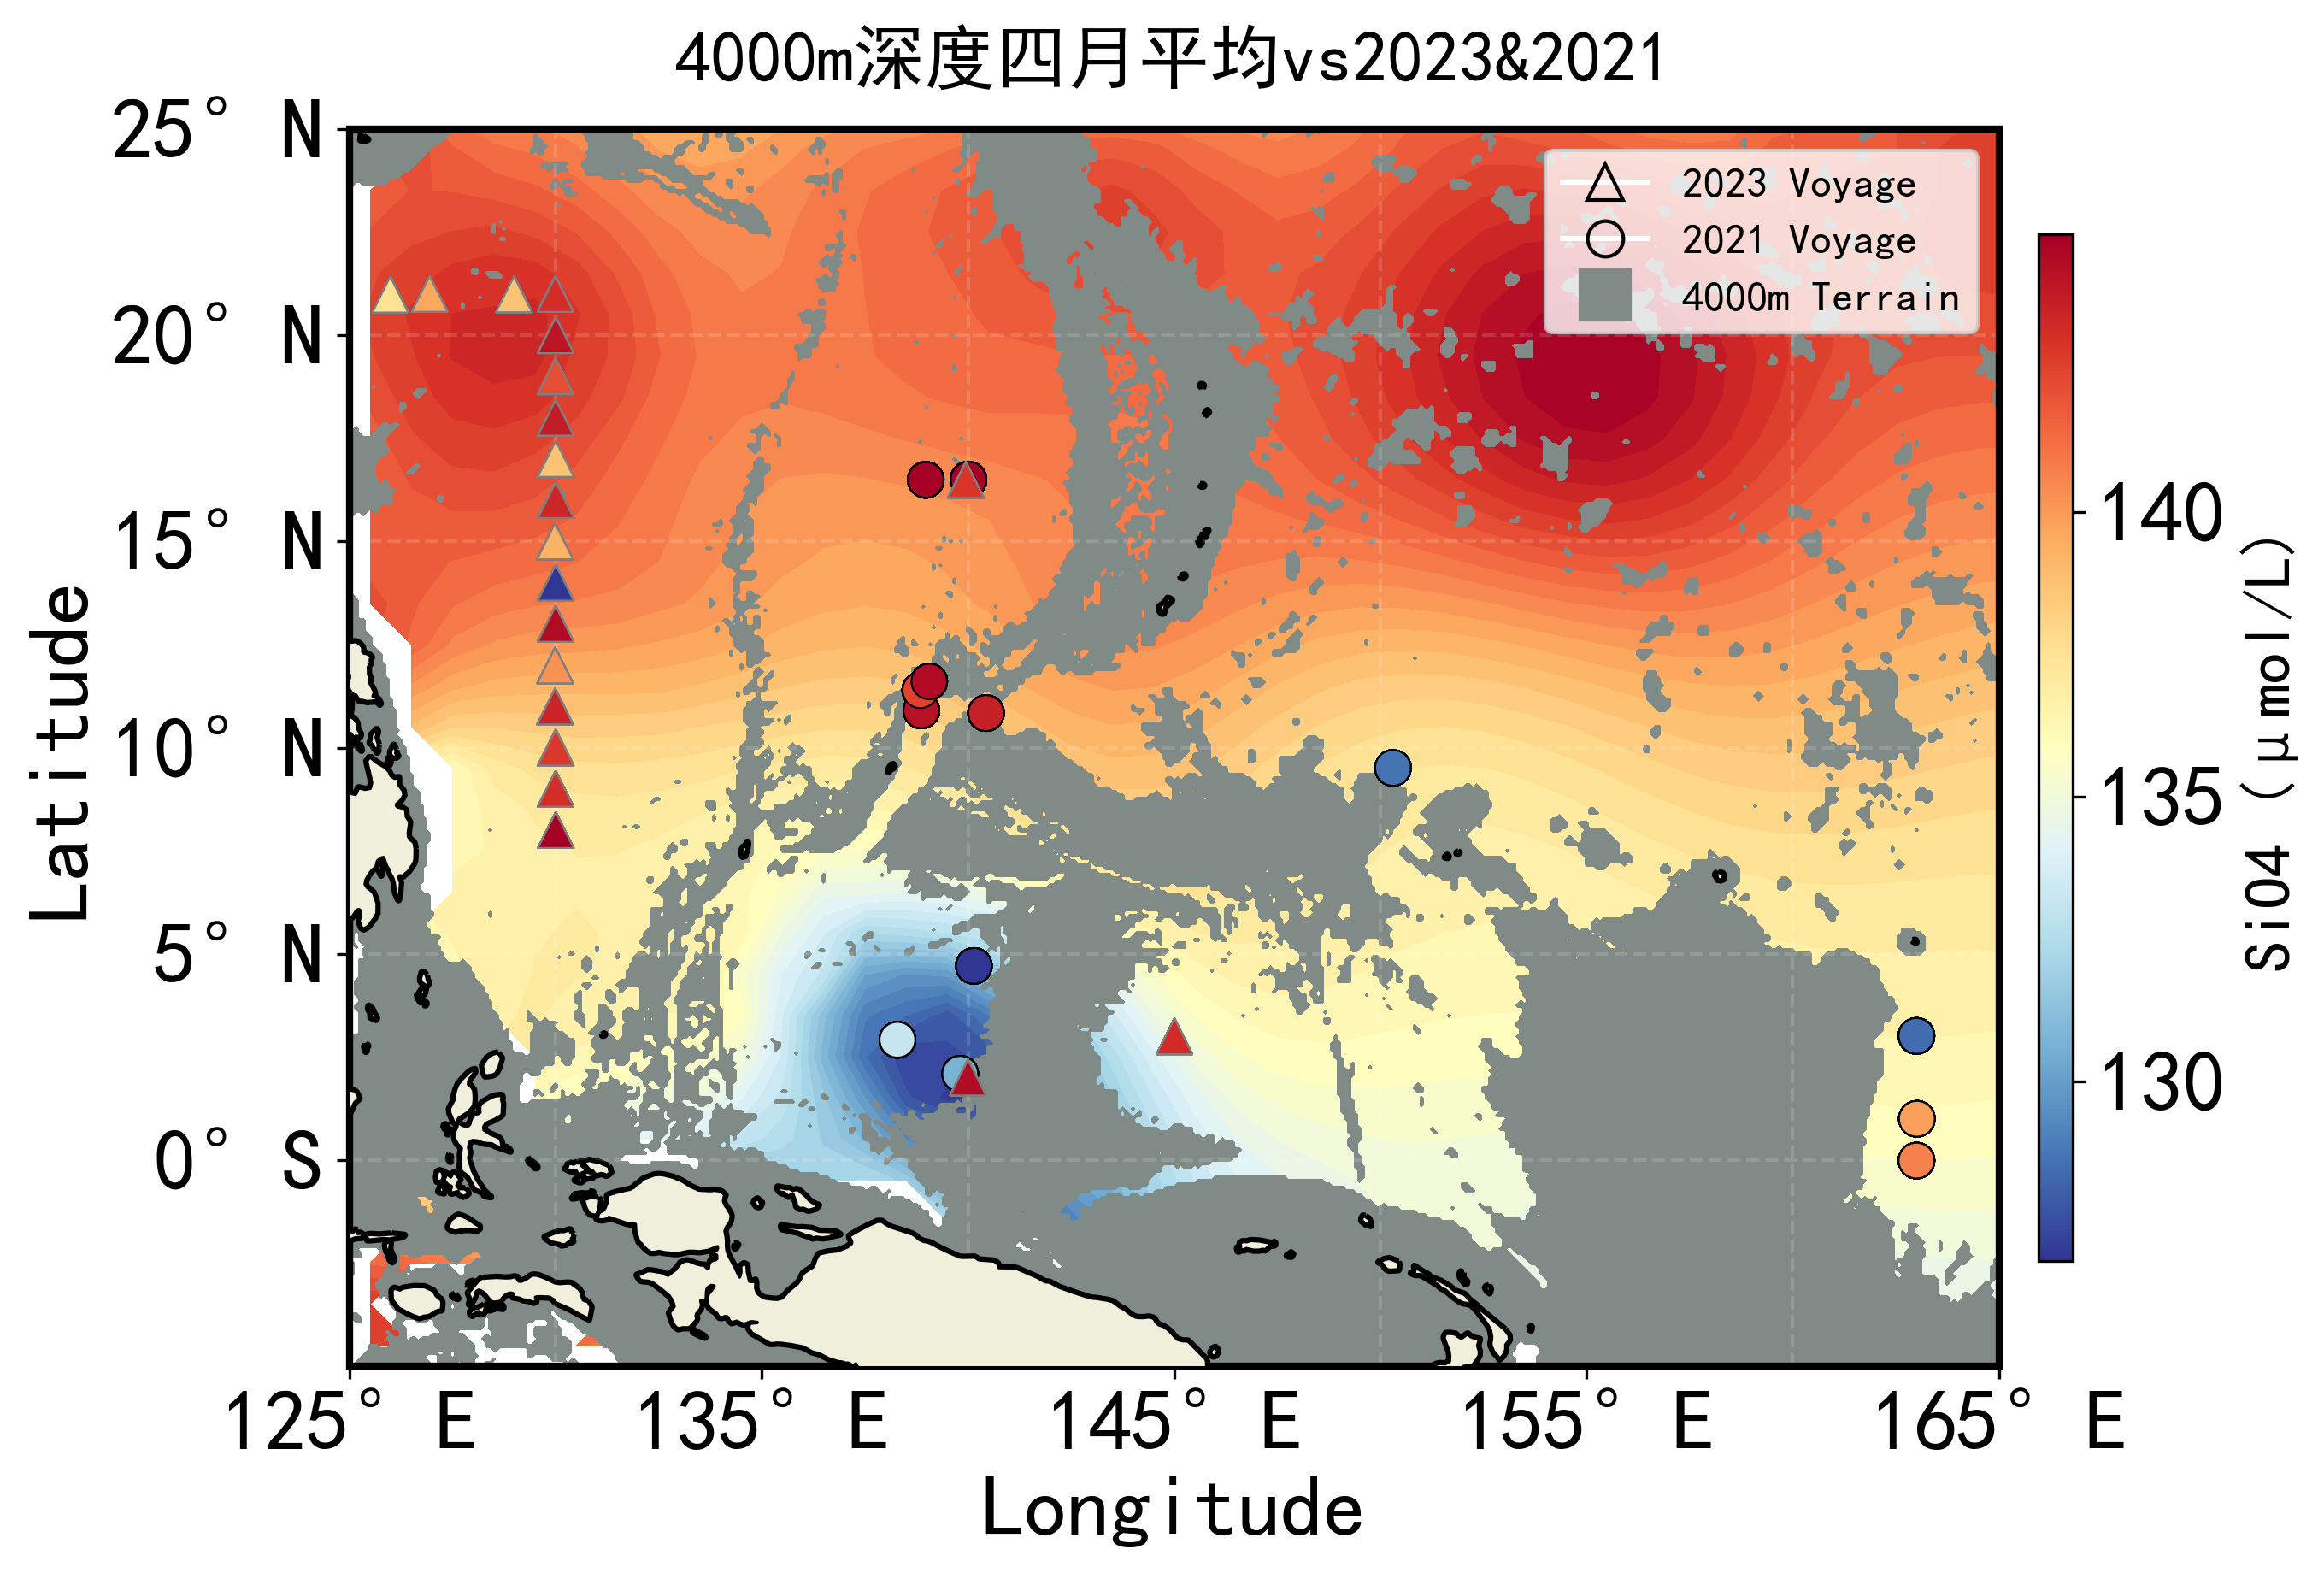 4000m深度四月平均vs2023&2021
25° N
20° N
15° N
10° N
5° N
0° S
Latitude
125° E
135° E
145° E
155° E
165° E
Longitude
2023 Voyage
2021 Voyage
4000m Terrain
140
135
130
SiO4 (μmol/L)